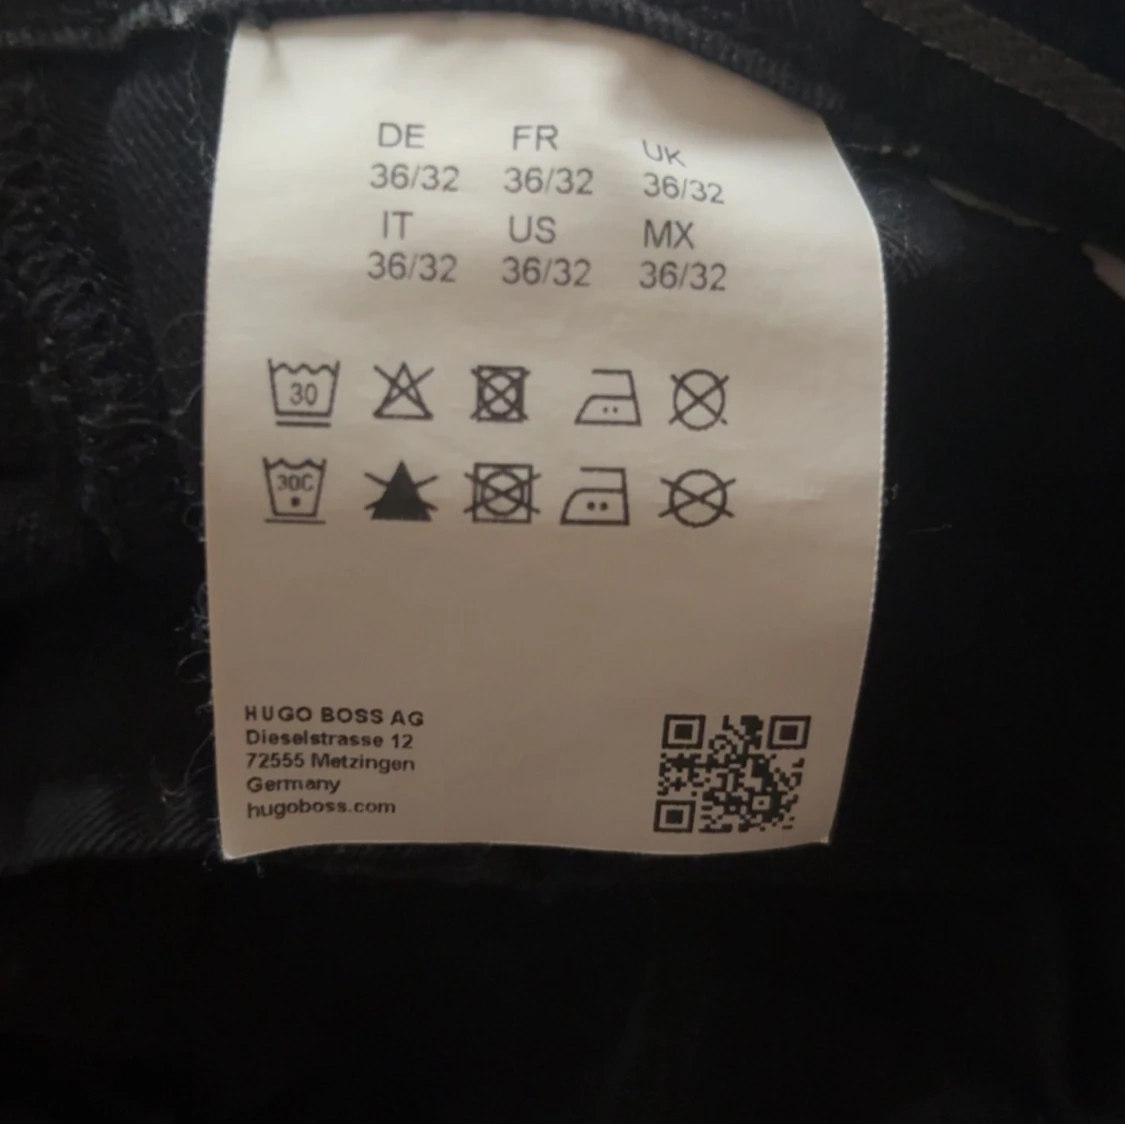 DE FR UK
36/32 36/32 36/32
IT US MX
36/32 36/32 36/32
30
30C
HUGO BOSS AG
Dieselstrasse 12
72555 Metzingen
Germany
hugoboss.com